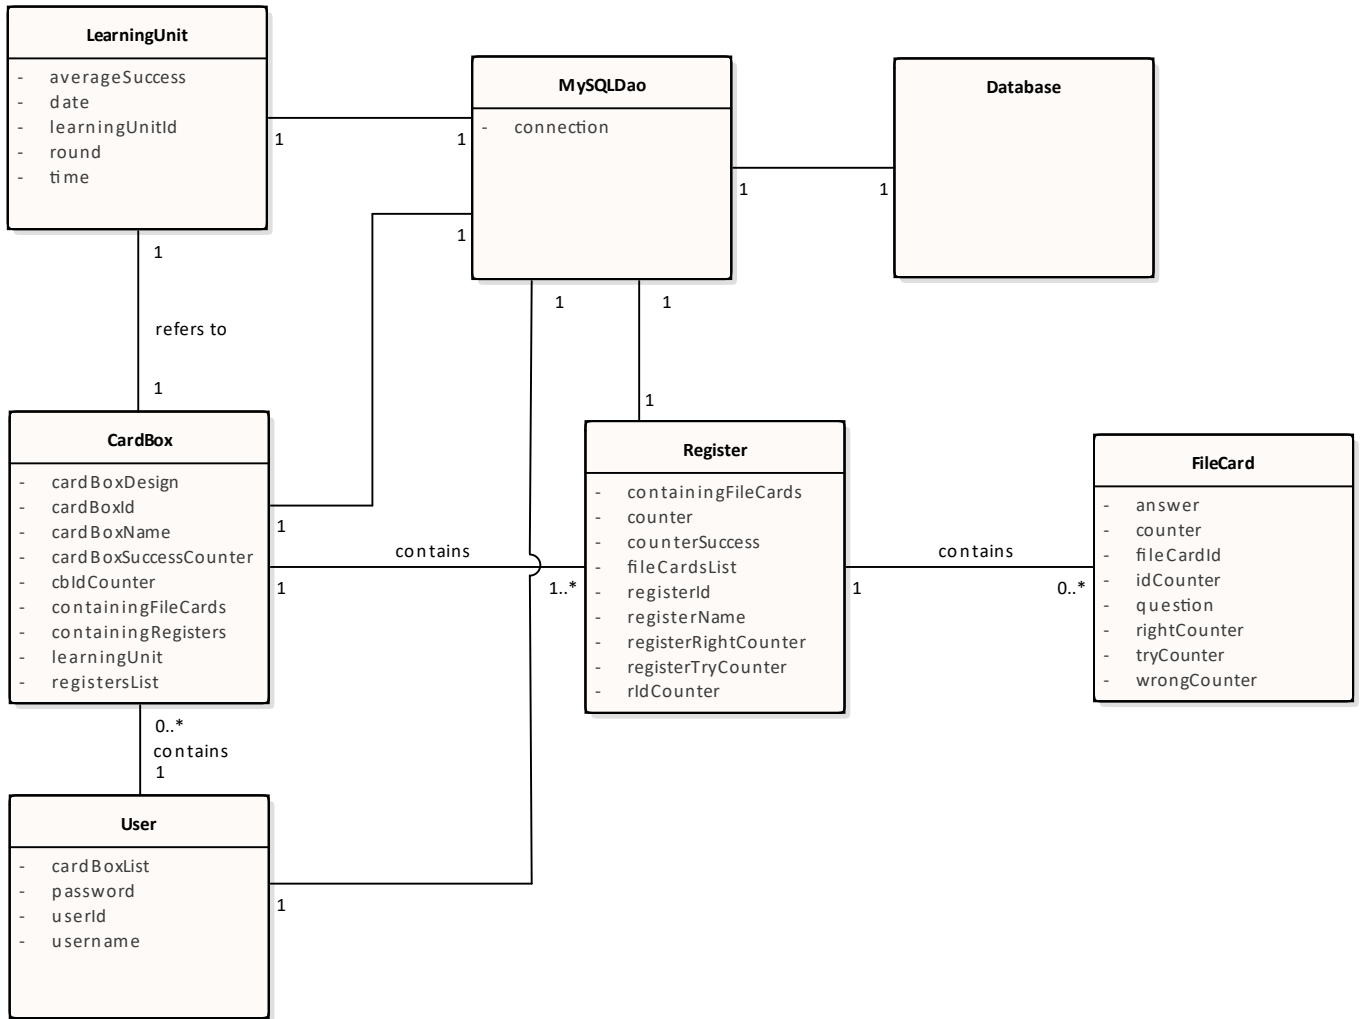 LearningUnit
- averageSuccess
- date
- learningUnitId
- round
- time
MySQLDao
- connection
Database
1
1
1
1
1
1
1
1
refers to
1
1
CardBox
- cardBoxDesign
- cardBoxId
- cardBoxName
- cardBoxSuccessCounter
- cbIdCounter
- containingFileCards
- containingRegisters
- learningUnit
- registersList
1
contains
1
1..*
Register
- containingFileCards
- counter
- counterSuccess
- fileCardsList
- registerId
- registerName
- registerRightCounter
- registerTryCounter
- rIdCounter
contains
1
0..*
FileCard
- answer
- counter
- fileCardId
- idCounter
- question
- rightCounter
- tryCounter
- wrongCounter
0..*
contains
1
User
- cardBoxList
- password
- userId
- username
1